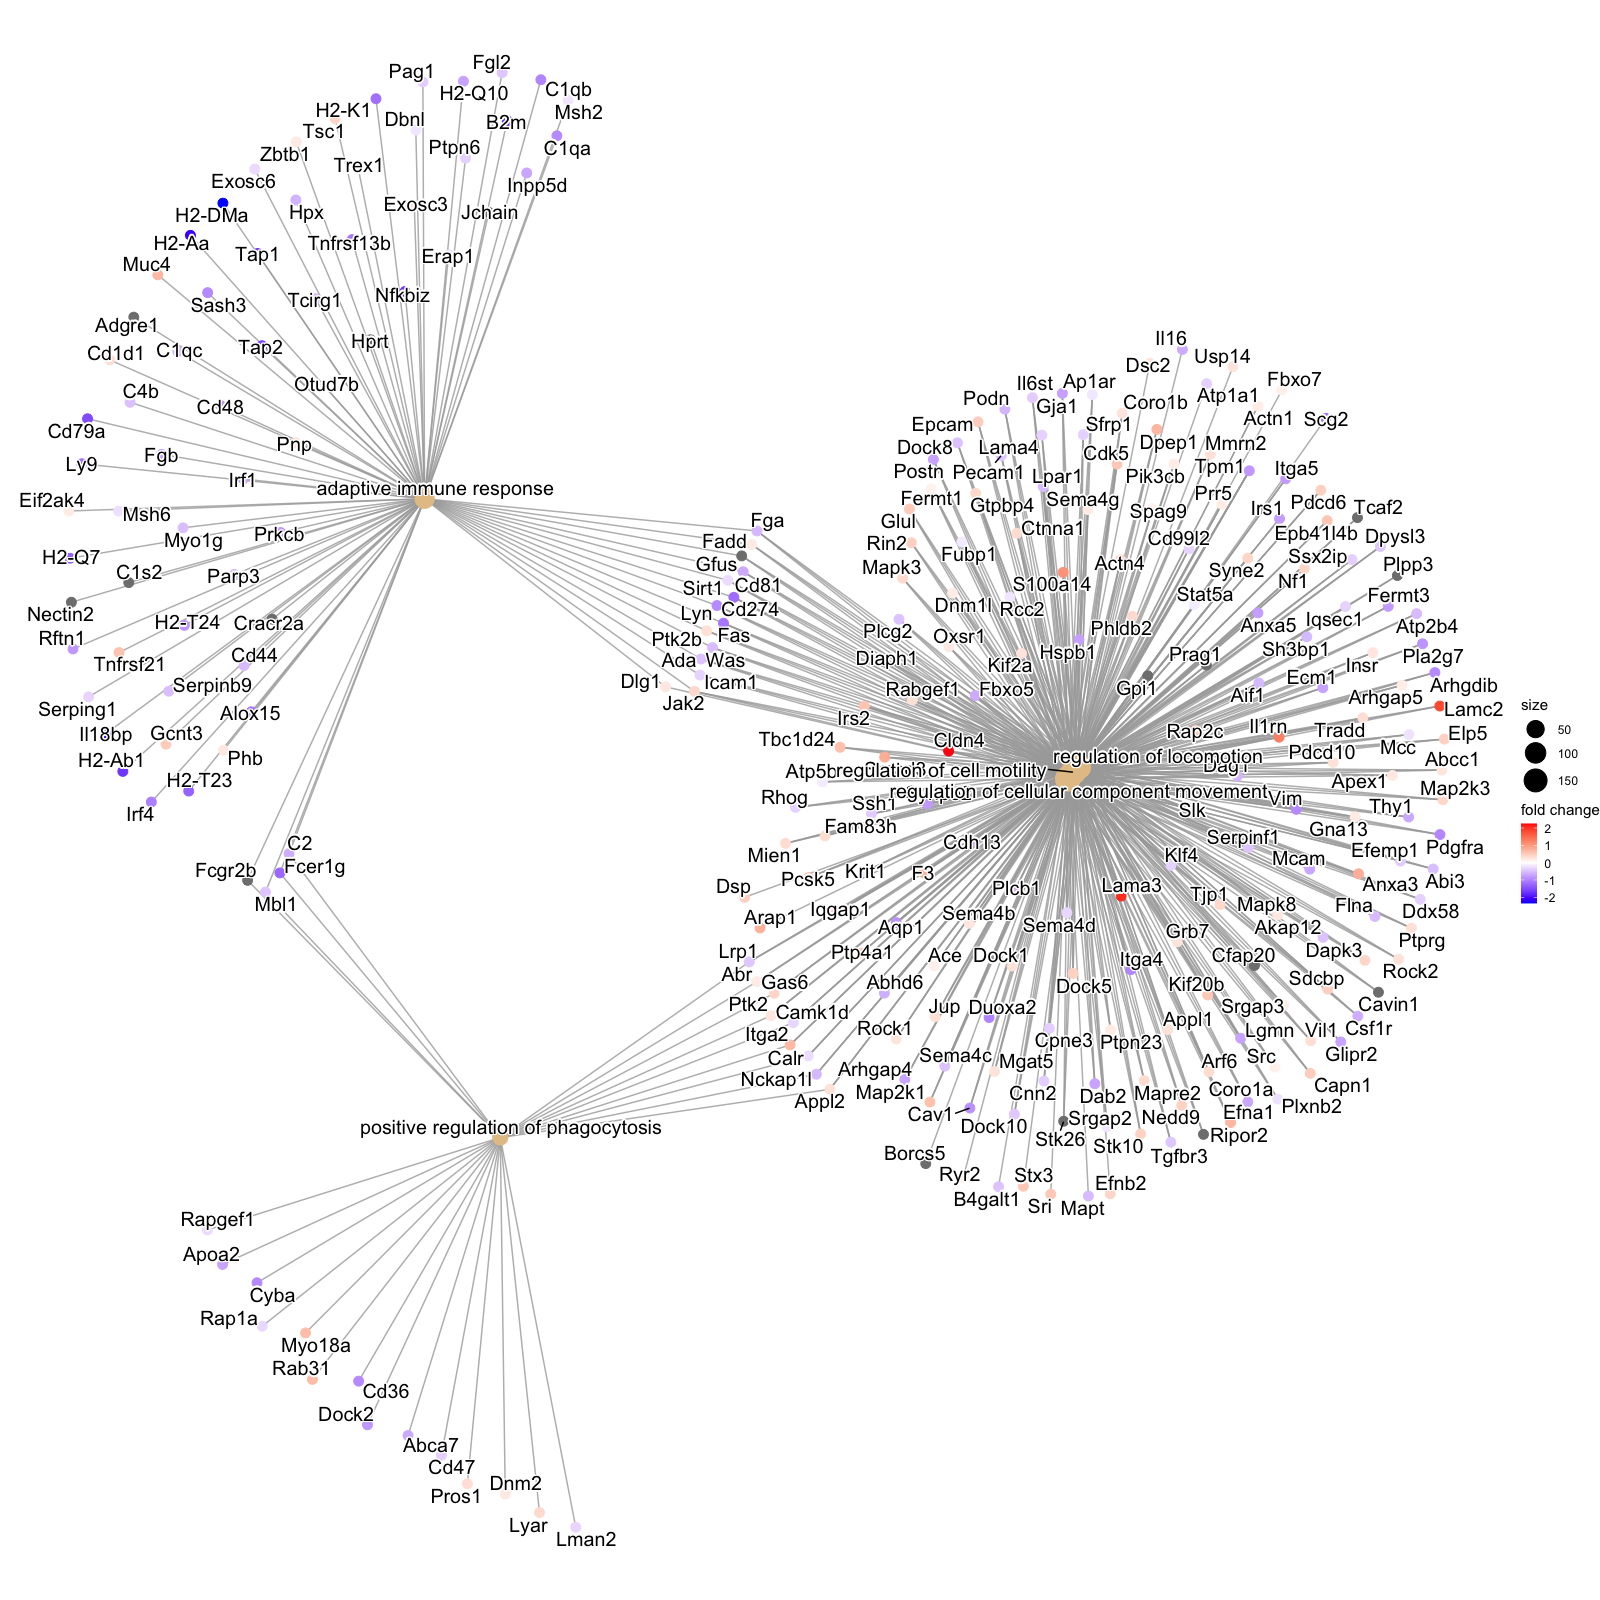 Pag1
Fgl2
H2-K1
H2-Q10
C1qb
Msh2
Tsc1
Dbnl
B2m
Zbtb1
Trex1
Ptpn6
C1qa
Exosc6
Inpp5d
H2-DMa
Hpx
Exosc3
Jchain
H2-Aa
Tap1
Tnfrsf13b
Erap1
Muc4
Sash3
Tcirg1
Nfkbiz
Adgre1
Cd1d1
C1qc
Tap2
Hprt
C4b
Cd48
Otud7b
Cd79a
Pnp
Ly9
Fgb
Irf1
adaptive immune response
Eif2ak4
Msh6
Myo1g
Prkcb
H2-Q7
C1s2
Parp3
Nectin2
Rftn1
H2-T24
Cracr2a
Tnfrsf21
Cd44
Serpinb9
Serping1
Alox15
Il18bp
Gcnt3
H2-Ab1
Phb
H2-T23
Irf4
C2
Fcgr2b
Fcer1g
Mbl1
Fga
Fadd
Gfus
Sirt1
Cd81
Lyn
Cd274
Ptk2b
Fas
Ada
Was
Dlg1
Icam1
Jak2
Il16
Dsc2
Usp14
Il6st
Ap1ar
Fbxo7
Podn
Gja1
Coro1b
Atp1a1
Epcam
Sfrp1
Actn1
Scg2
Dock8
Lama4
Cdk5
Dpep1
Mmrn2
Postn
Pecam1
Lpar1
Pik3cb
Tpm1
Itga5
Fermt1
Gtpbp4
Sema4g
Spag9
Prr5
Irs1
Pdcd6
Tcaf2
Glul
Ctnna1
Cd99l2
Epb41l4b
Dpysl3
Rin2
Fubp1
Actn4
Syne2
Ssx2ip
Plpp3
Mapk3
S100a14
Nf1
Dnm1l
Rcc2
Stat5a
Iqsec1
Fermt3
Plcg2
Oxsr1
Phldb2
Anxa5
Atp2b4
Diaph1
Kif2a
Hspb1
Prag1
Sh3bp1
Insr
Pla2g7
Rabgef1
Fbxo5
Gpi1
Aif1
Ecm1
Arhgap5
Arhgdib
Irs2
Rap2c
Il1rn
Tradd
Lamc2
Tbc1d24
Cldn4
regulation of locomotion
Pdcd10
Mcc
Elp5
regulation of cell motility
Apex1
Abcc1
Rhog
Ssh1
regulation of cellular component movement
Vim
Thy1
Map2k3
Fam83h
Slk
Gna13
Mien1
Cdh13
Serpinf1
Efemp1
Pdgfra
Dsp
Pcsk5
Krit1
F3
Klf4
Mcam
Anxa3
Abi3
Arap1
Iqgap1
Plcb1
Lama3
Tjp1
Mapk8
Flna
Ddx58
Aqp1
Sema4b
Sema4d
Grb7
Akap12
Ptprg
Lrp1
Ptp4a1
Ace
Dock1
Itga4
Cfap20
Dapk3
Rock2
Abr
Gas6
Abhd6
Dock5
Kif20b
Sdcbp
Cavin1
Ptk2
Camk1d
Jup
Duoxa2
Appl1
Srgap3
Csf1r
Itga2
Rock1
Cpne3
Ptpn23
Lgmn
Vil1
Glipr2
Calr
Arhgap4
Sema4c
Mgat5
Arf6
Src
Capn1
Nckap1l
Map2k1
Cnn2
Dab2
Mapre2
Coro1a
Plxnb2
Appl2
Cav1
Dock10
Srgap2
Nedd9
Efna1
Stk26
Stk10
Ripor2
Borcs5
Tgfbr3
Ryr2
Stx3
B4galt1
Efnb2
Sri
Mapt
positive regulation of phagocytosis
Rapgef1
Apoa2
Cyba
Rap1a
Myo18a
Rab31
Cd36
Dock2
Abca7
Cd47
Pros1
Dnm2
Lyar
Lman2
size
50
100
150
fold change
2
1
0
-1
-2